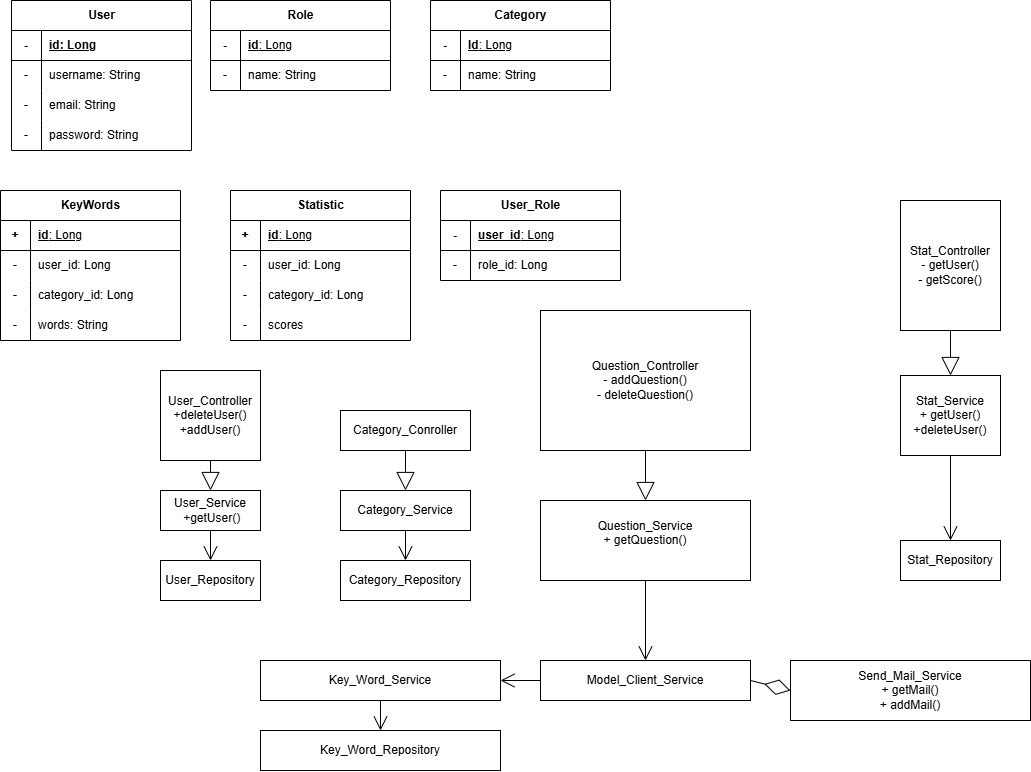 User
- id: Long
- username: String
- email: String
- password: String
Role
- id: Long
- name: String
Category
- Id: Long
- name: String
KeyWords
+ id: Long
- user_id: Long
- category_id: Long
- words: String
Statistic
+ id: Long
- user_id: Long
- category_id: Long
- scores
User_Role
- user_id: Long
- role_id: Long
Stat_Controller
- getUser()
- getScore()
Question_Controller
- addQuestion()
- deleteQuestion()
User_Controller
+deleteUser()
+addUser()
Category_Conroller
Stat_Service
+ getUser()
+deleteUser()
User_Service
+getUser()
Category_Service
Question_Service
+ getQuestion()
User_Repository
Category_Repository
Stat_Repository
Key_Word_Service
Model_Client_Service
Send_Mail_Service
+ getMail()
+ addMail()
Key_Word_Repository